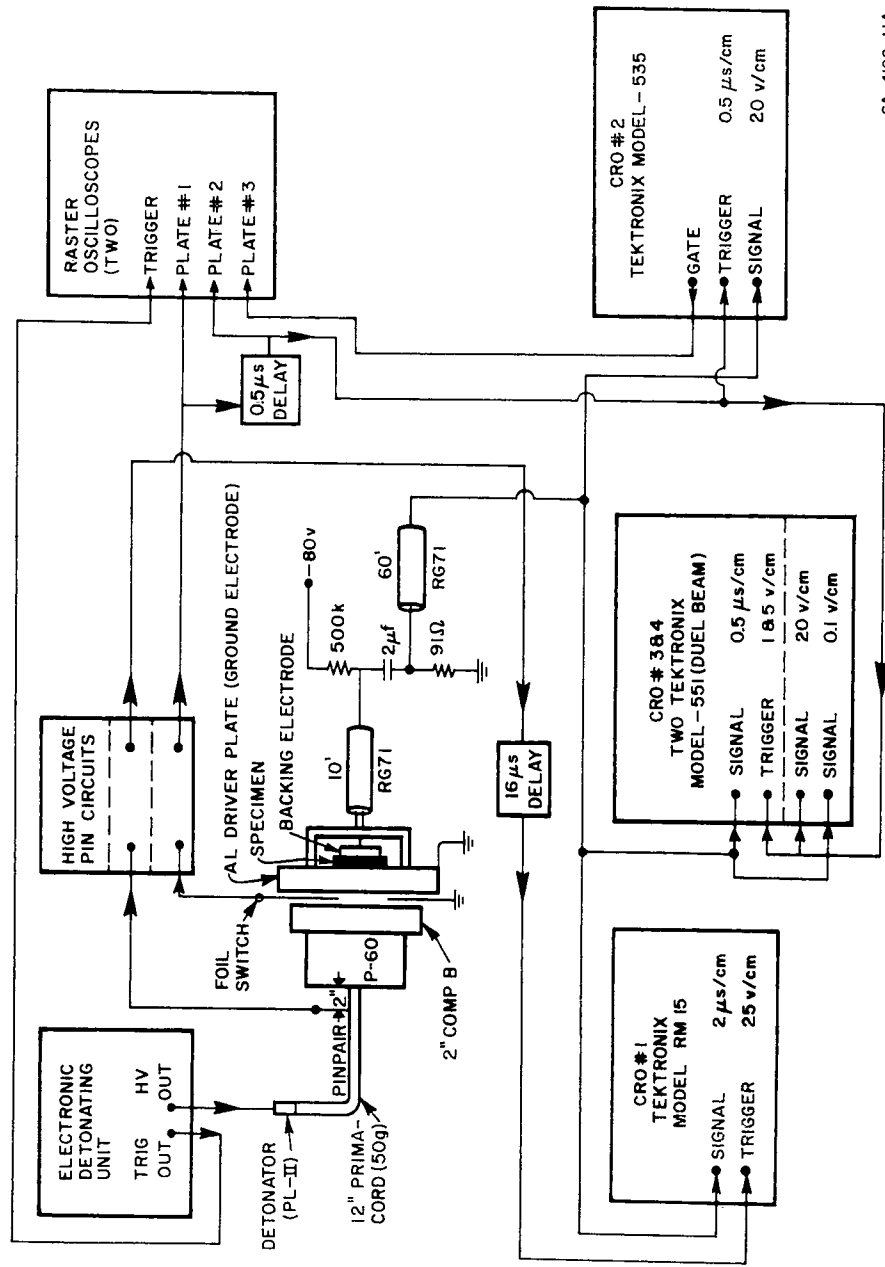 ELECTRONIC
DETONATING
UNIT
TRIG
OUT
HV
OUT
DETONATOR
(PL-II)
12" PRIMA-
CORD (50g)
PINPAIR
2"
P-60
2" COMP B
FOIL
SWITCH
HIGH VOLTAGE
PIN CIRCUITS
AL DRIVER PLATE (GROUND ELECTRODE)
SPECIMEN
BACKING ELECTRODE
10'
RG71
500k
-80v
2μf
91Ω
60'
RG71
0.5μs
DELAY
16μs
DELAY
RASTER
OSCILLOSCOPES
(TWO)
TRIGGER
PLATE #1
PLATE #2
PLATE #3
CRO #1
TEKTRONIX
MODEL RM 15
SIGNAL 2 μs/cm
TRIGGER 25 v/cm
CRO # 3&4
TWO TEKTRONIX
MODEL-551 (DUEL BEAM)
SIGNAL 0.5 μs/cm
TRIGGER 1 & 5 v/cm
SIGNAL 20 v/cm
SIGNAL 0.1 v/cm
CRO #2
TEKTRONIX MODEL-535
GATE
TRIGGER 0.5 μs/cm
SIGNAL 20 v/cm